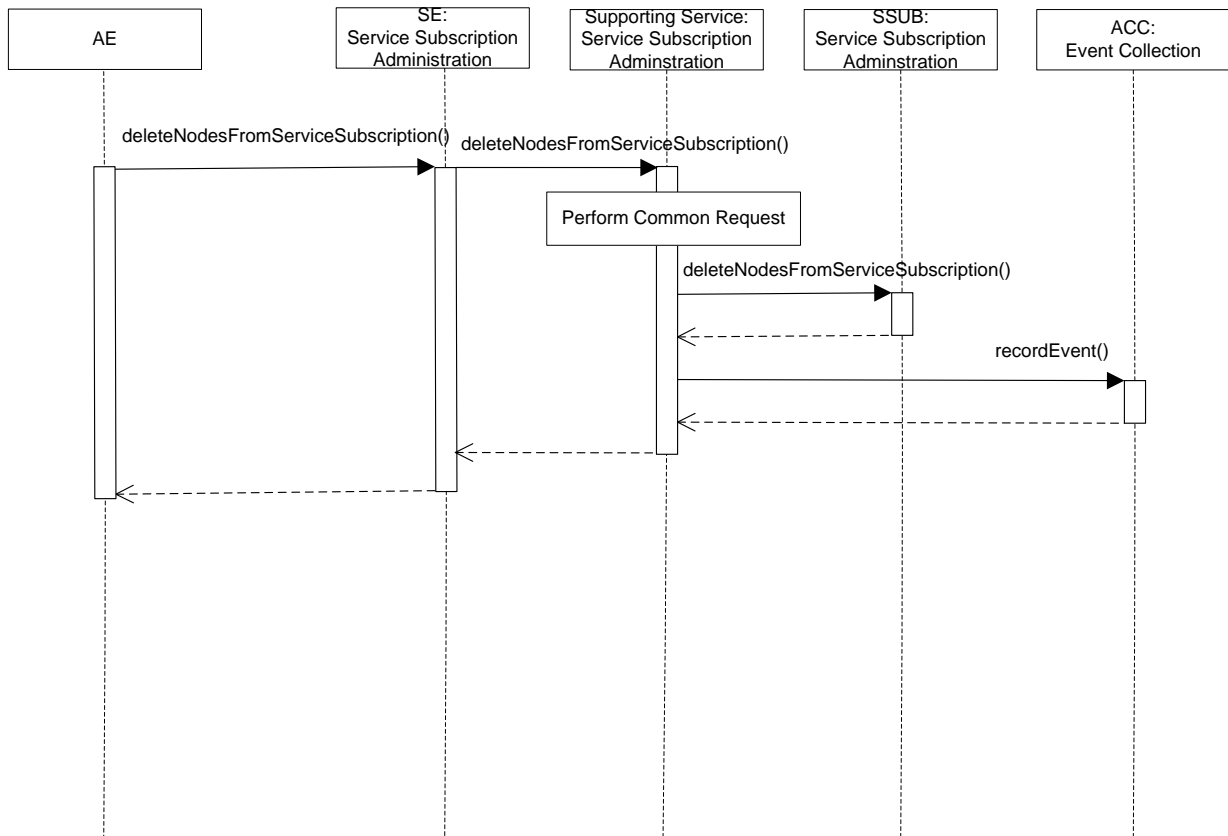 AE
SE:
Service Subscription
Administration
Supporting Service:
Service Subscription
Adminstration
SSUB:
Service Subscription
Adminstration
ACC:
Event Collection
deleteNodesFromServiceSubscription()
deleteNodesFromServiceSubscription()
Perform Common Request
deleteNodesFromServiceSubscription()
recordEvent()